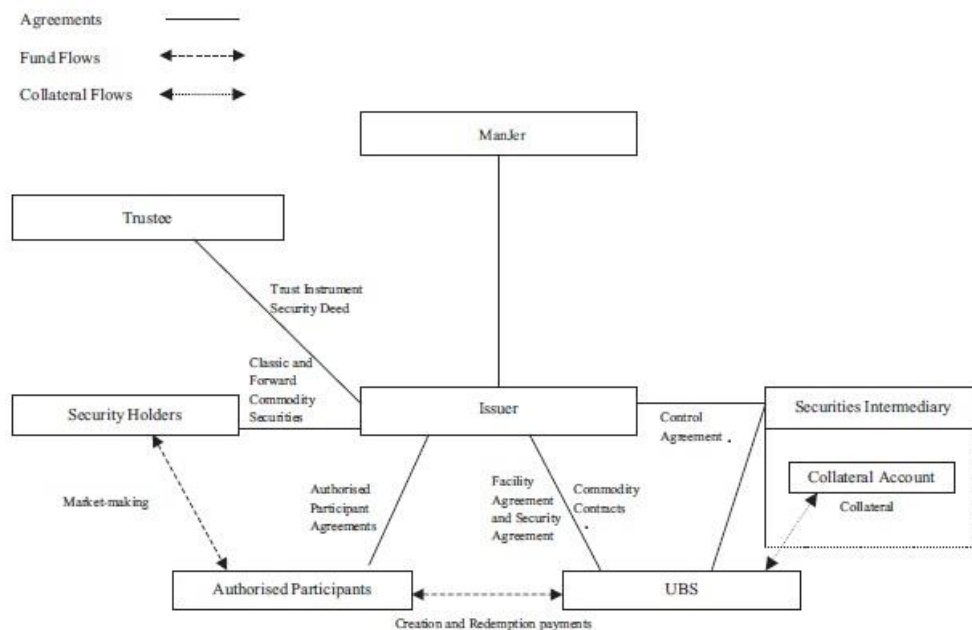 Agreements
Fund Flows
Collateral Flows
ManJer
Trustee
Trust Instrument
Security Deed
Classic and
Forward
Commodity
Securities
Security Holders
Issuer
Securities Intermediary
Control
Agreement
Collateral Account
Collateral
Market-making
Authorised
Participant
Agreements
Facility
Agreement
and Security
Agreement
Commodity
Contracts
Authorised Participants
UBS
Creation and Redemption payments